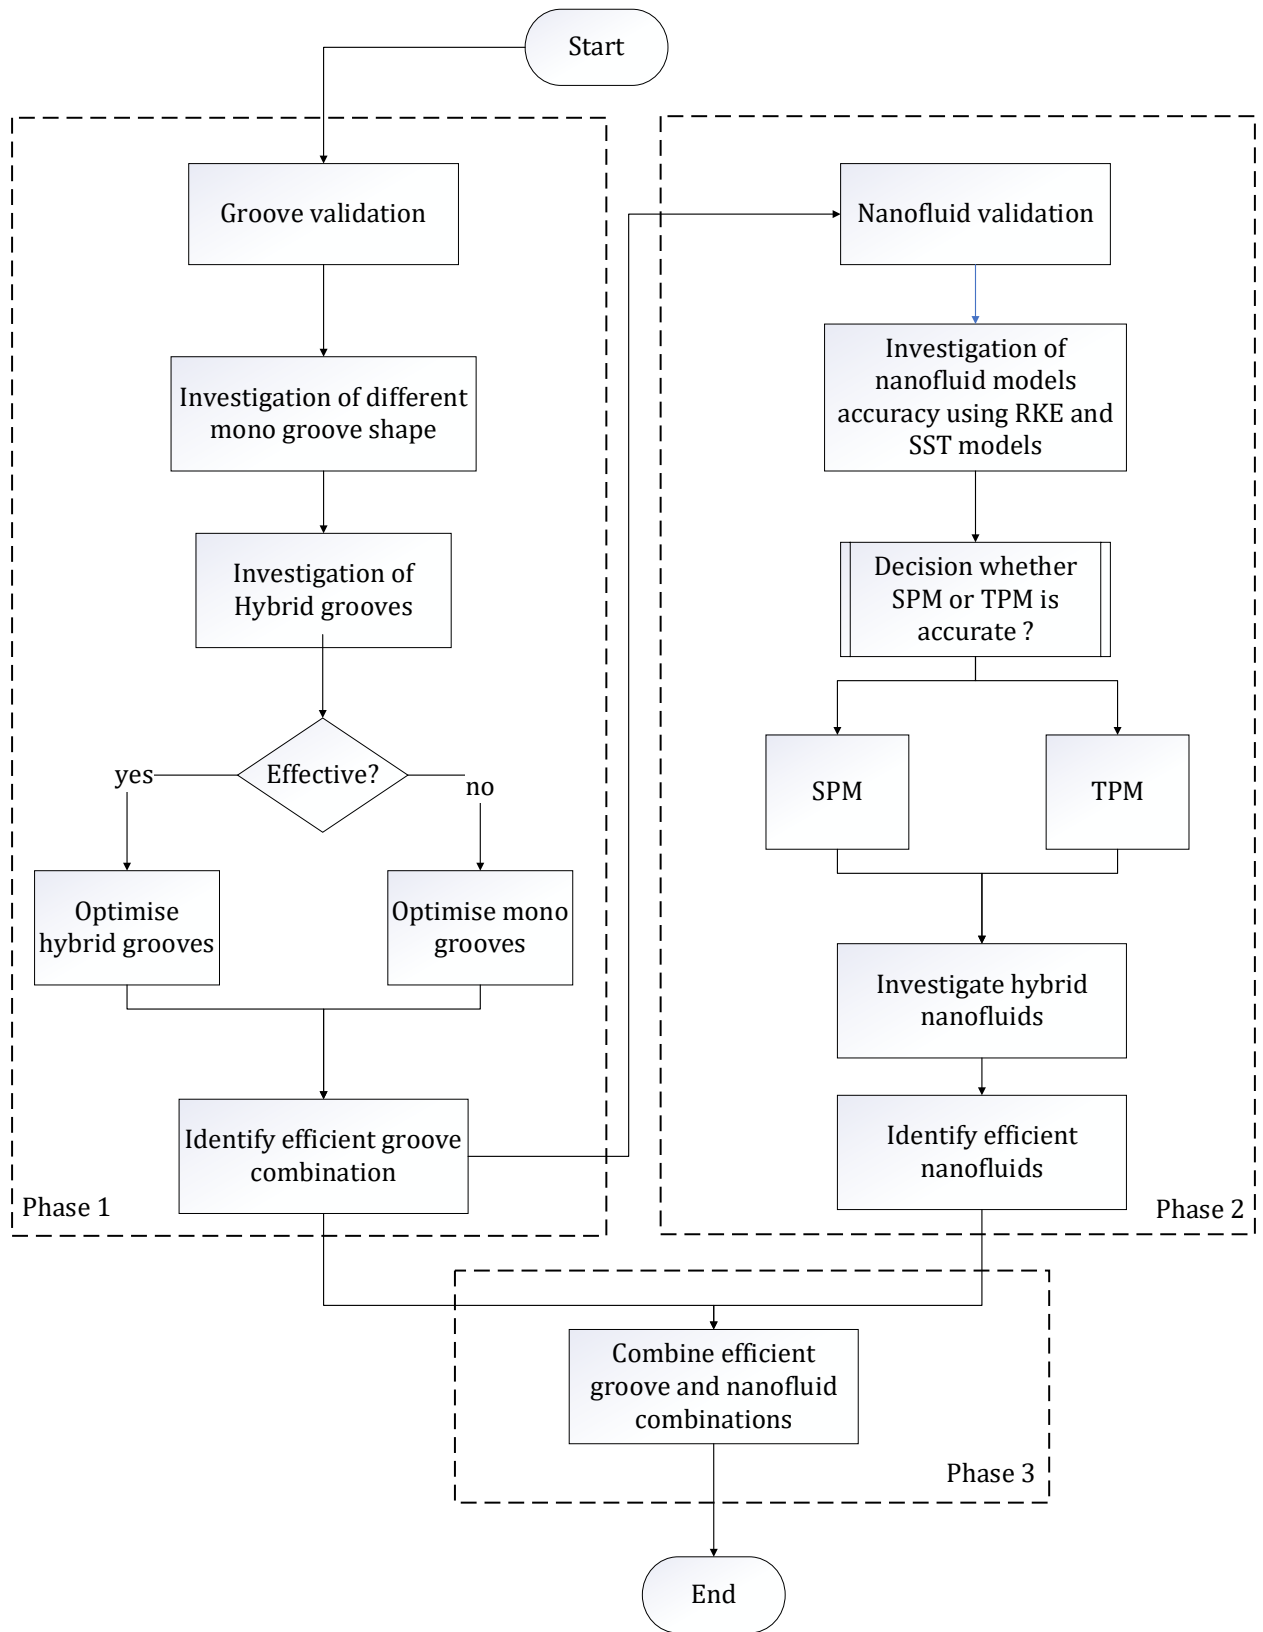 Start
Groove validation
Investigation of different
mono groove shape
Investigation of
Hybrid grooves
Effective?
yes
no
Optimise
hybrid grooves
Optimise mono
grooves
Identify efficient groove
combination
Phase 1
Nanofluid validation
Investigation of
nanofluid models
accuracy using RKE and
SST models
Decision whether
SPM or TPM is
accurate ?
SPM
TPM
Investigate hybrid
nanofluids
Identify efficient
nanofluids
Phase 2
Combine efficient
groove and nanofluid
combinations
Phase 3
End